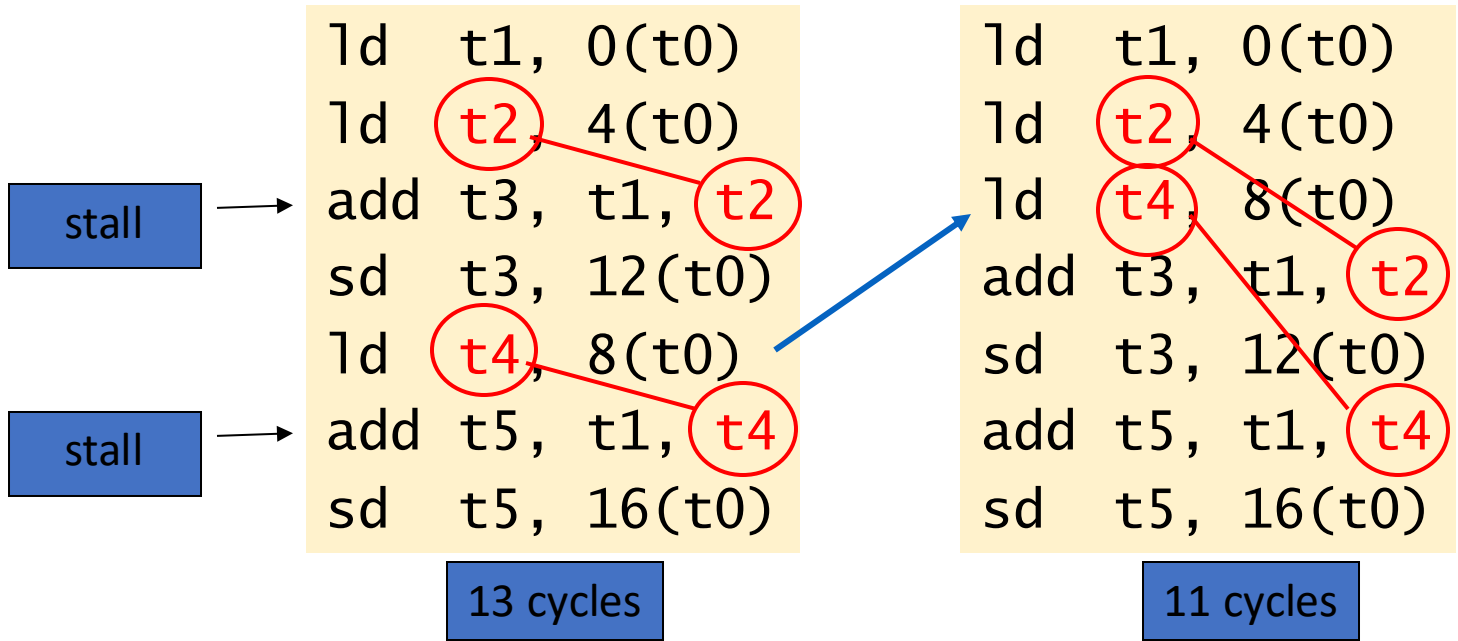 ld t1, 0(t0)
ld t2, 4(t0)
add t3, t1, t2
sd t3, 12(t0)
ld t4, 8(t0)
add t5, t1, t4
sd t5, 16(t0)
stall
stall
13 cycles
ld t1, 0(t0)
ld t2, 4(t0)
ld t4, 8(t0)
add t3, t1, t2
sd t3, 12(t0)
add t5, t1, t4
sd t5, 16(t0)
11 cycles